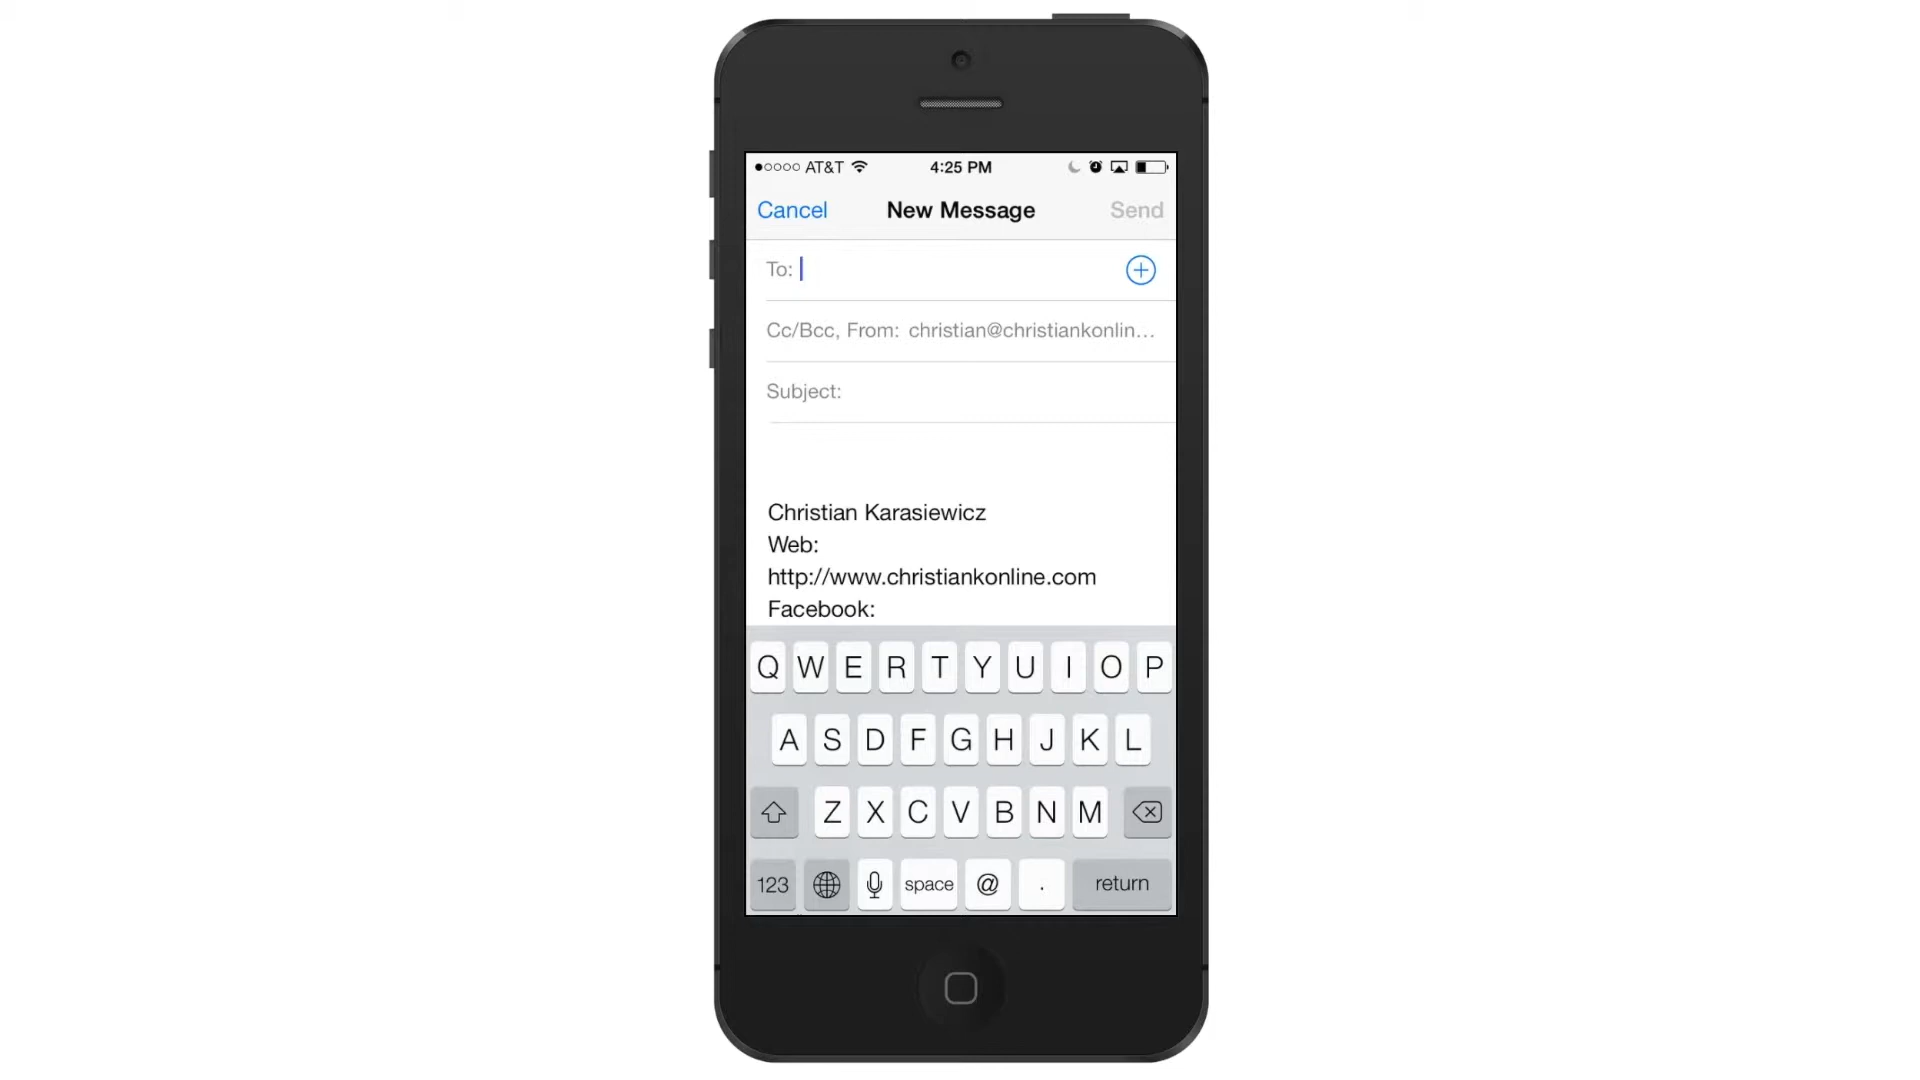 AT&T 4:25 PM
Cancel New Message Send
To:
Cc/Bcc, From: christian@christiankonlin...
Subject:
Christian Karasiewicz
Web:
http://www.christiankonline.com
Facebook:
Q W E R T Y U I O P
A S D F G H J K L
Z X C V B N M
123 space @ . return